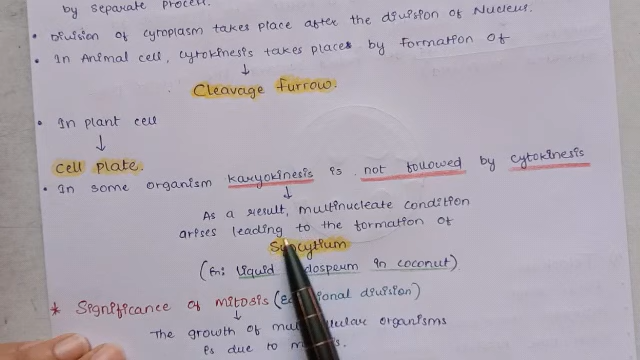 by separate process.
• Division of cytoplasm takes place after the division of Nucleus.
• In Animal cell, cytokinesis takes place by formation of
↓
Cleavage furrow.
• In plant cell
↓
Cell plate.
• In some organism karyokinesis is not followed by cytokinesis
↓
As a result, multinucleate condition
arises leading to the formation of
Syncytium
liquid in coconut)
* Significance of mitosis
↓
The growth of organisms
is due to